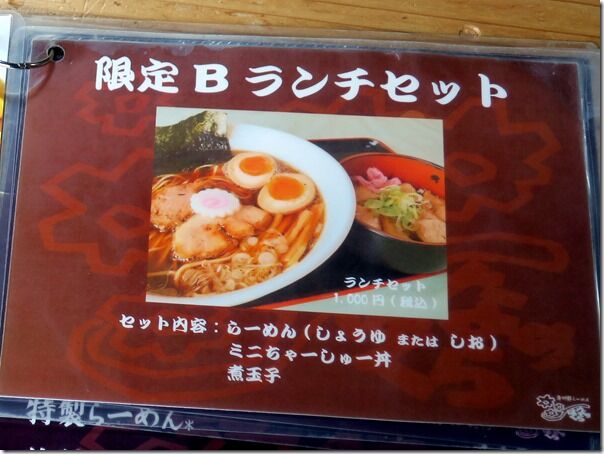 限定 B ランチセット
ランチセット
1,000円(税込)
セット内容：らーめん(しょうゆ または しお)
ミニちゃーしゅー丼
煮玉子
特製らーめん※